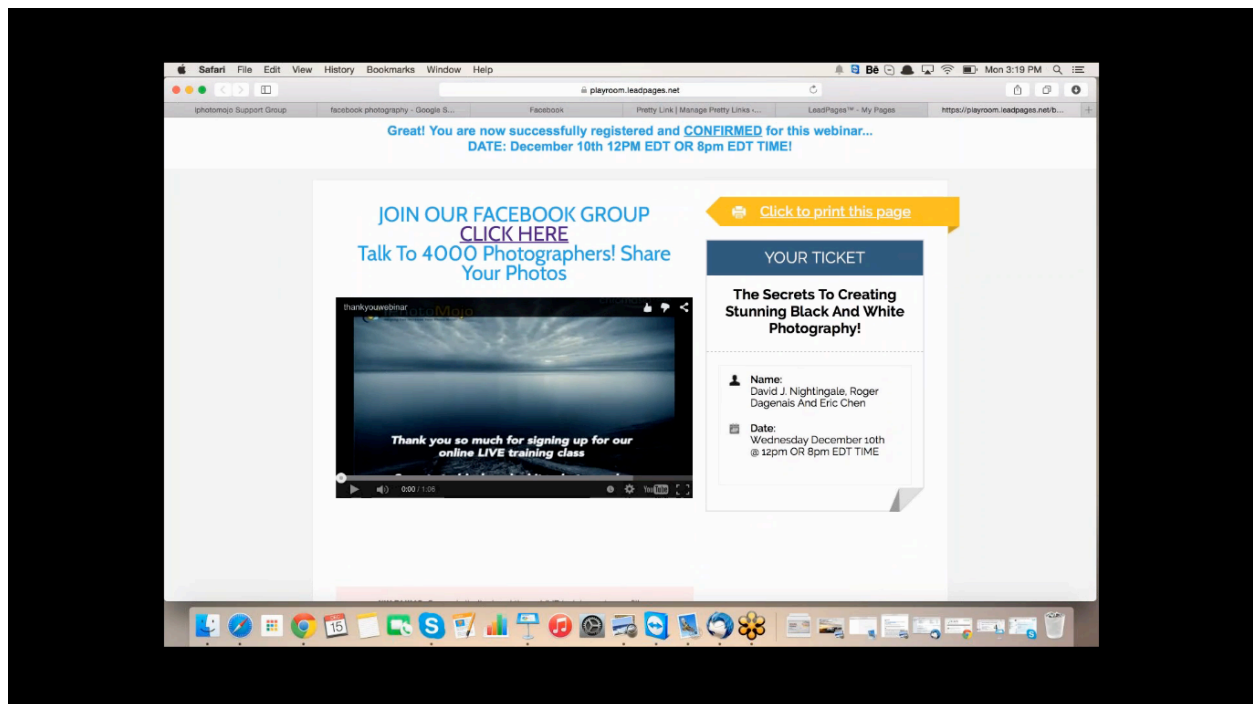 Safari File Edit View History Bookmarks Window Help
Bē
Mon 3:19 PM
playroom.leadpages.net
iphotomojo Support Group
facebook photography - Google S...
Facebook
Pretty Link | Manage Pretty Links ‹...
LeadPages™ - My Pages
https://playroom.leadpages.net/b...
Great! You are now successfully registered and CONFIRMED for this webinar...
DATE: December 10th 12PM EDT OR 8pm EDT TIME!
JOIN OUR FACEBOOK GROUP
CLICK HERE
Talk To 4000 Photographers! Share
Your Photos
thankyouwebinar
Thank you so much for signing up for our
online LIVE training class
0:00 / 1:06
YouTube
Click to print this page
YOUR TICKET
The Secrets To Creating
Stunning Black And White
Photography!
Name:
David J. Nightingale, Roger
Dagenais And Eric Chen
Date:
Wednesday December 10th
@ 12pm OR 8pm EDT TIME
15